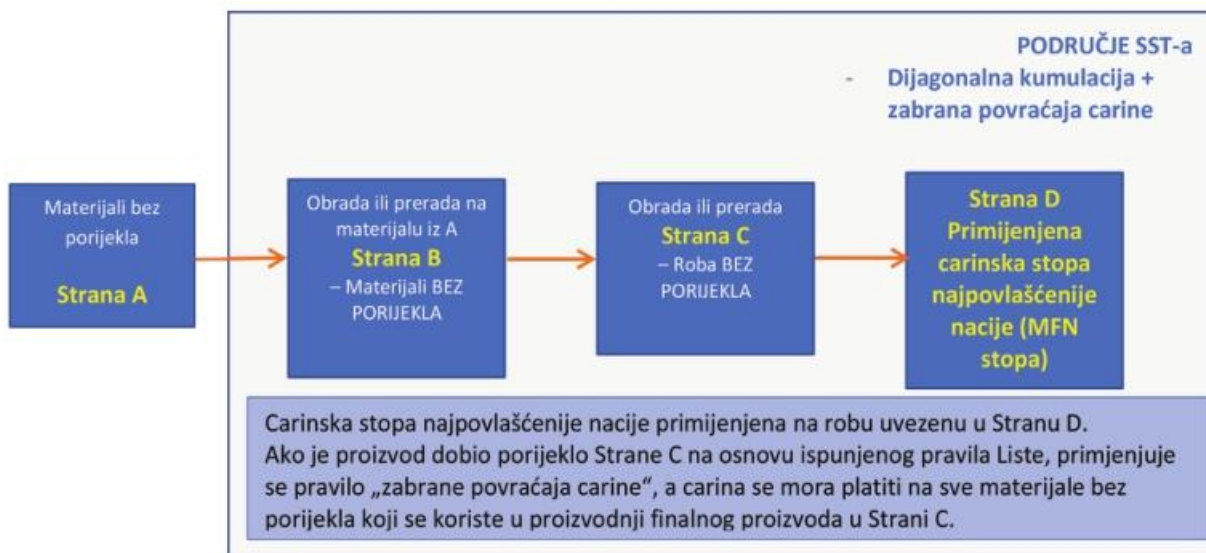 PODRUČJE SST-a
- Dijagonalna kumulacija +
zabrana povraćaja carine
Materijali bez
porijekla
Strana A
Obrada ili prerada na
materijalu iz A
Strana B
– Materijali BEZ
PORIJEKLA
Obrada ili prerada
Strana C
– Roba BEZ
PORIJEKLA
Strana D
Primijenjena
carinska stopa
najpovlašćenije
nacije (MFN
stopa)
Carinska stopa najpovlašćenije nacije primijenjena na robu uvezenu u Stranu D.
Ako je proizvod dobio porijeklo Strane C na osnovu ispunjenog pravila Liste, primjenjuje
se pravilo „zabrane povraćaja carine“, a carina se mora platiti na sve materijale bez
porijekla koji se koriste u proizvodnji finalnog proizvoda u Strani C.